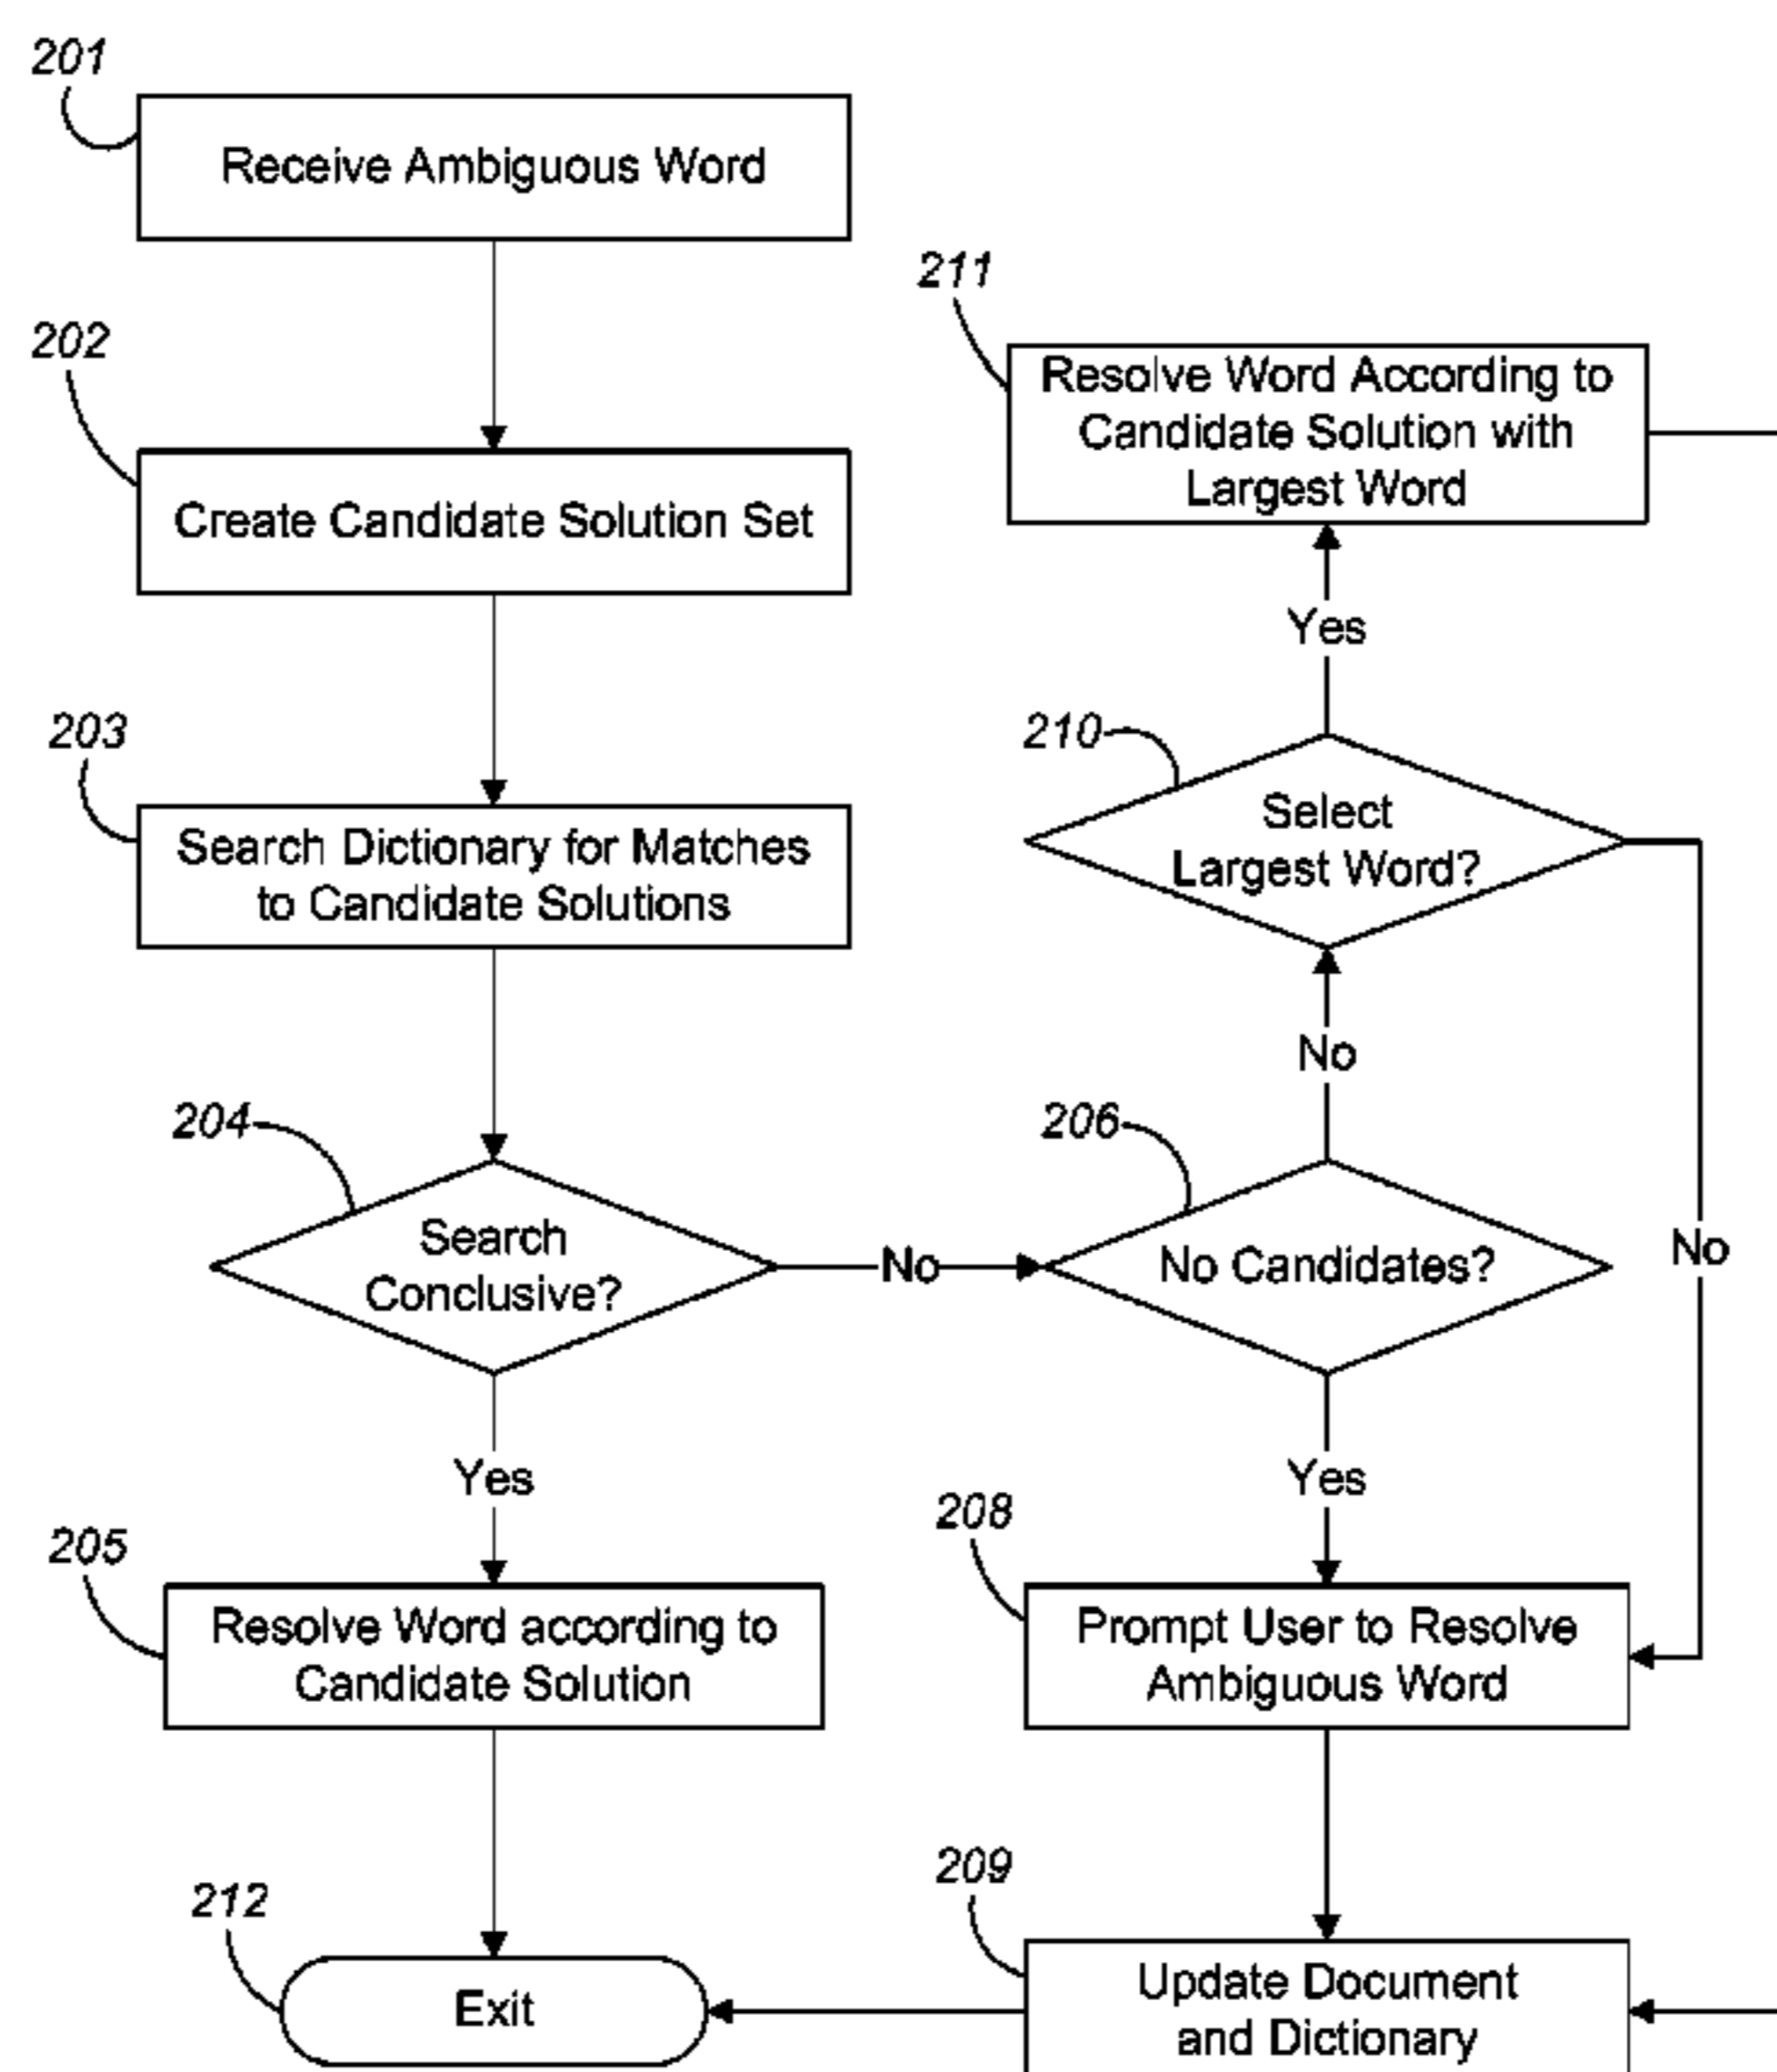 201
Receive Ambiguous Word
202
Create Candidate Solution Set
203
Search Dictionary for Matches
to Candidate Solutions
204
Search
Conclusive?
No
Yes
205
Resolve Word according to
Candidate Solution
212
Exit
211
Resolve Word According to
Candidate Solution with
Largest Word
Yes
210
Select
Largest Word?
No
No
206
No Candidates?
Yes
208
Prompt User to Resolve
Ambiguous Word
209
Update Document
and Dictionary